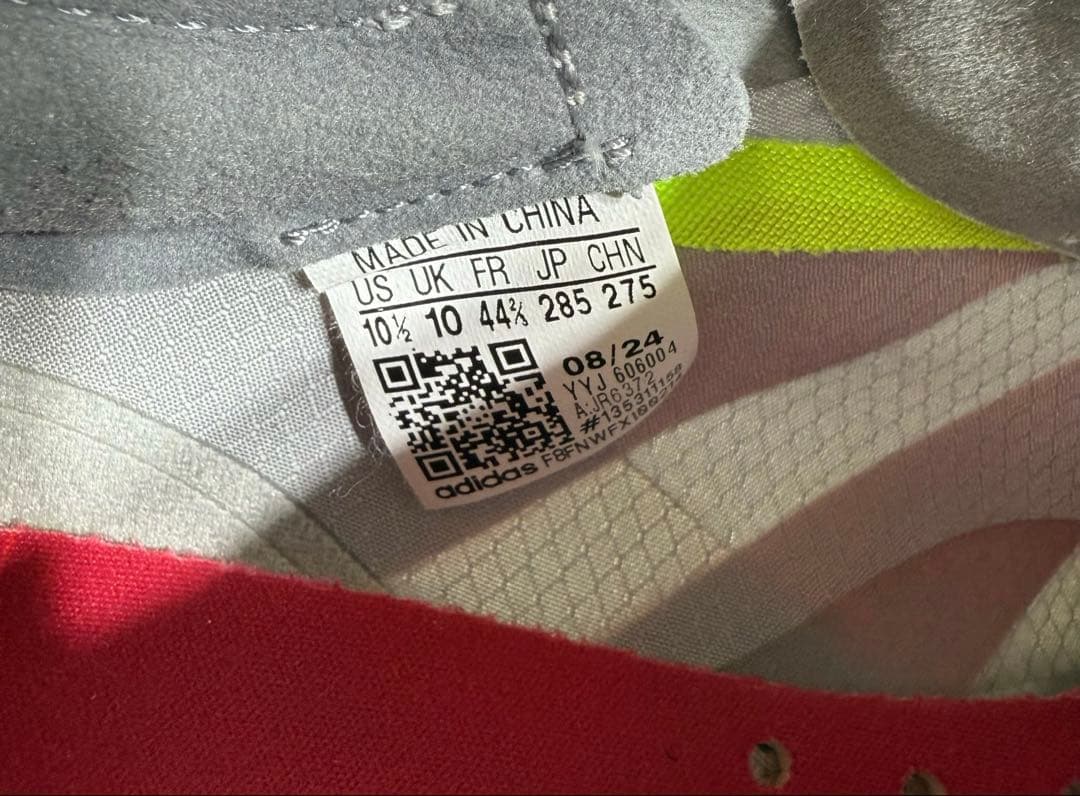 MADE IN CHINA
US UK FR JP CHN
10½ 10 44⅔ 285 275
08/24
YYJ 606004
A:JR6372
adidas